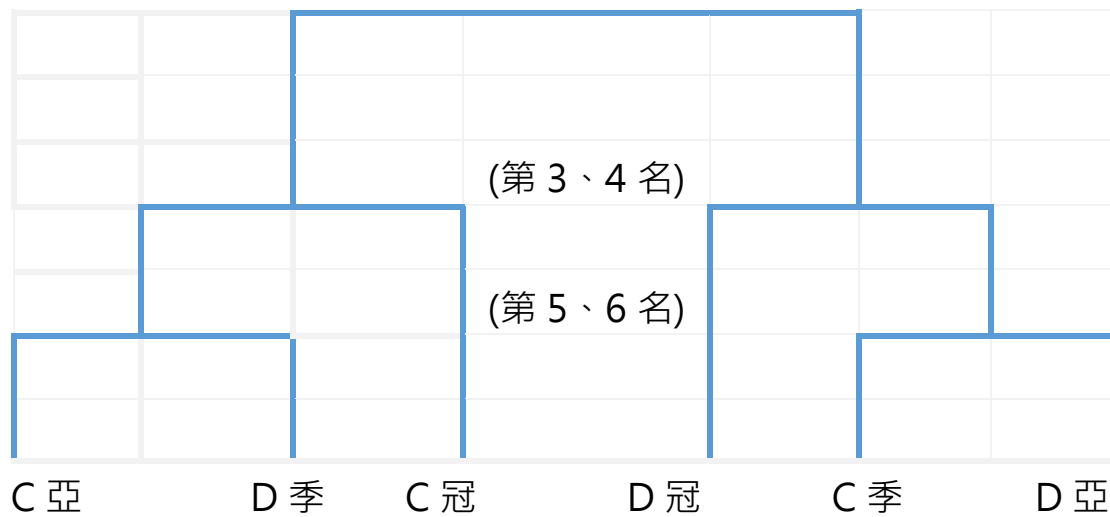 (第 3、4 名)
(第 5、6 名)
C 亞 D 季 C 冠 D 冠 C 季 D 亞